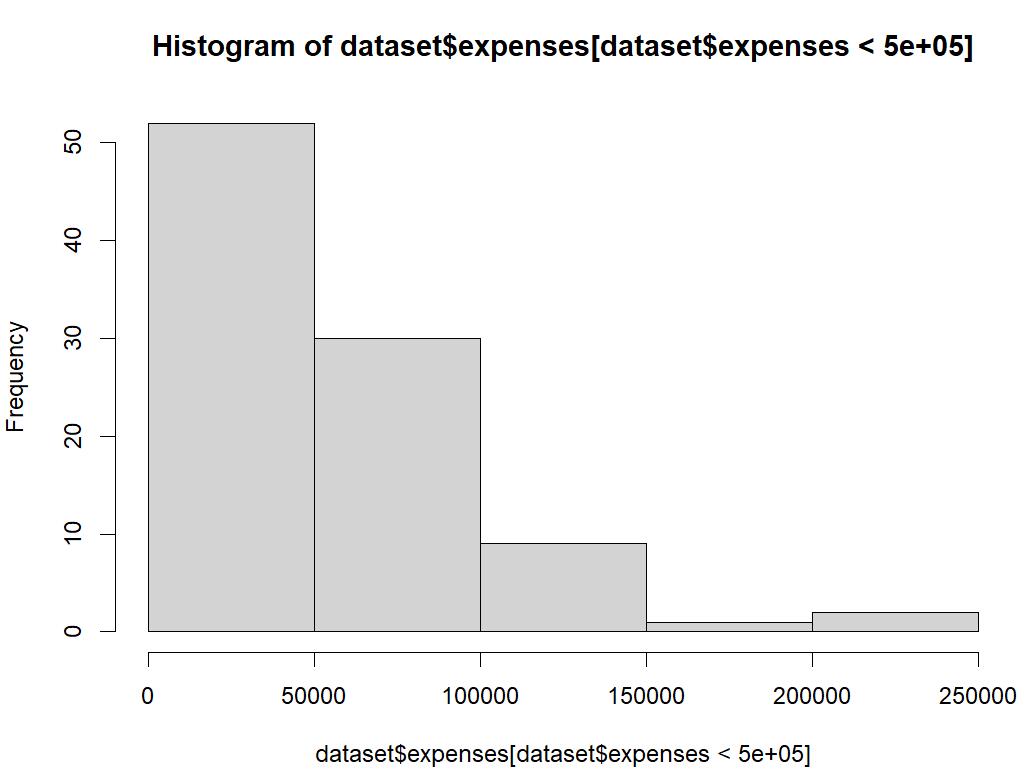 Histogram of dataset$expenses[dataset$expenses < 5e+05]
Frequency
50
40
30
20
10
0
0 50000 100000 150000 200000 250000
dataset$expenses[dataset$expenses < 5e+05]